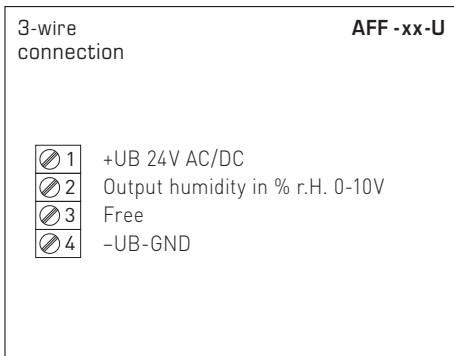 3-wire AFF -xx-U
connection
1 +UB 24V AC/DC
2 Output humidity in % r.H. 0-10V
3 Free
4 –UB-GND